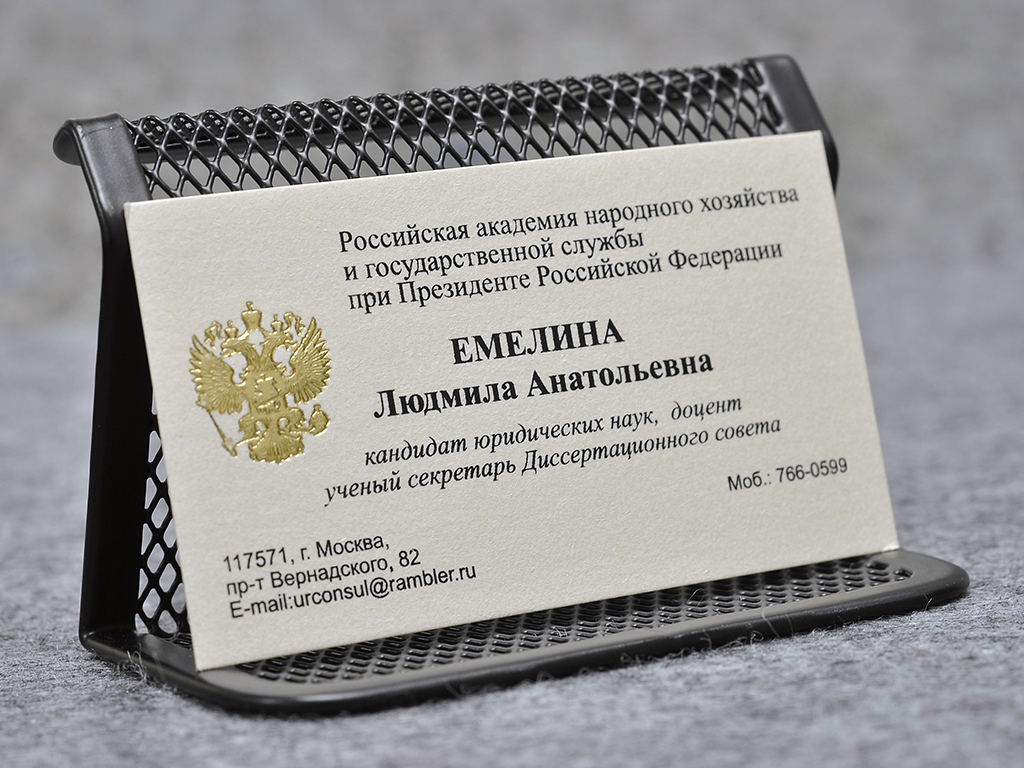 Российская академия народного хозяйства
и государственной службы
при Президенте Российской Федерации
ЕМЕЛИНА
Людмила Анатольевна
кандидат юридических наук, доцент
ученый секретарь Диссертационного совета
Моб.: 766-0599
117571, г. Москва,
пр-т Вернадского, 82
E-mail:urconsul@rambler.ru